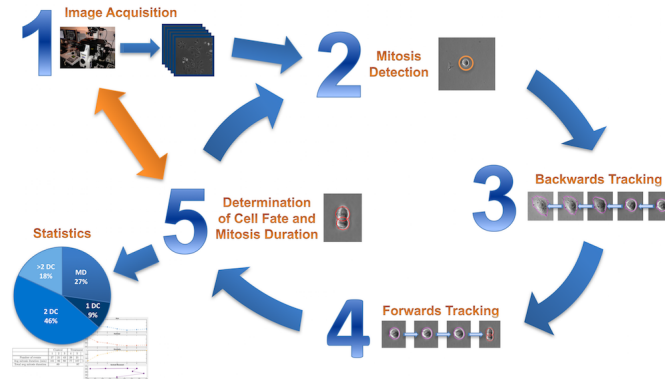 1
Image Acquisition
2
Mitosis
Detection
3
Backwards Tracking
4
Forwards Tracking
5
Determination
of Cell Fate and
Mitosis Duration
Statistics
>2 DC
18%
MD
27%
1 DC
9%
2 DC
46%